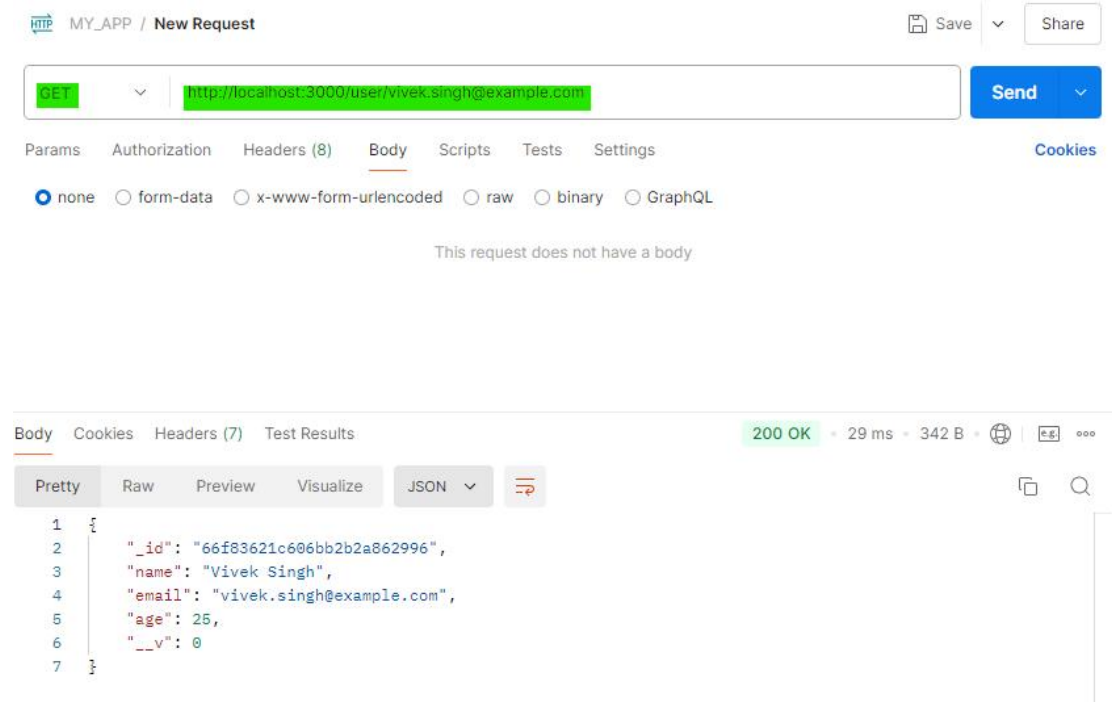 HTTP MY_APP / New Request Save Share
GET http://localhost:3000/user/vivek.singh@example.com Send
Params Authorization Headers (8) Body Scripts Tests Settings Cookies
none form-data x-www-form-urlencoded raw binary GraphQL
This request does not have a body
Body Cookies Headers (7) Test Results 200 OK 29 ms 342 B e.g.
Pretty Raw Preview Visualize JSON
1 {
2 "_id": "66f83621c606bb2b2a862996",
3 "name": "Vivek Singh",
4 "email": "vivek.singh@example.com",
5 "age": 25,
6 "__v": 0
7 }